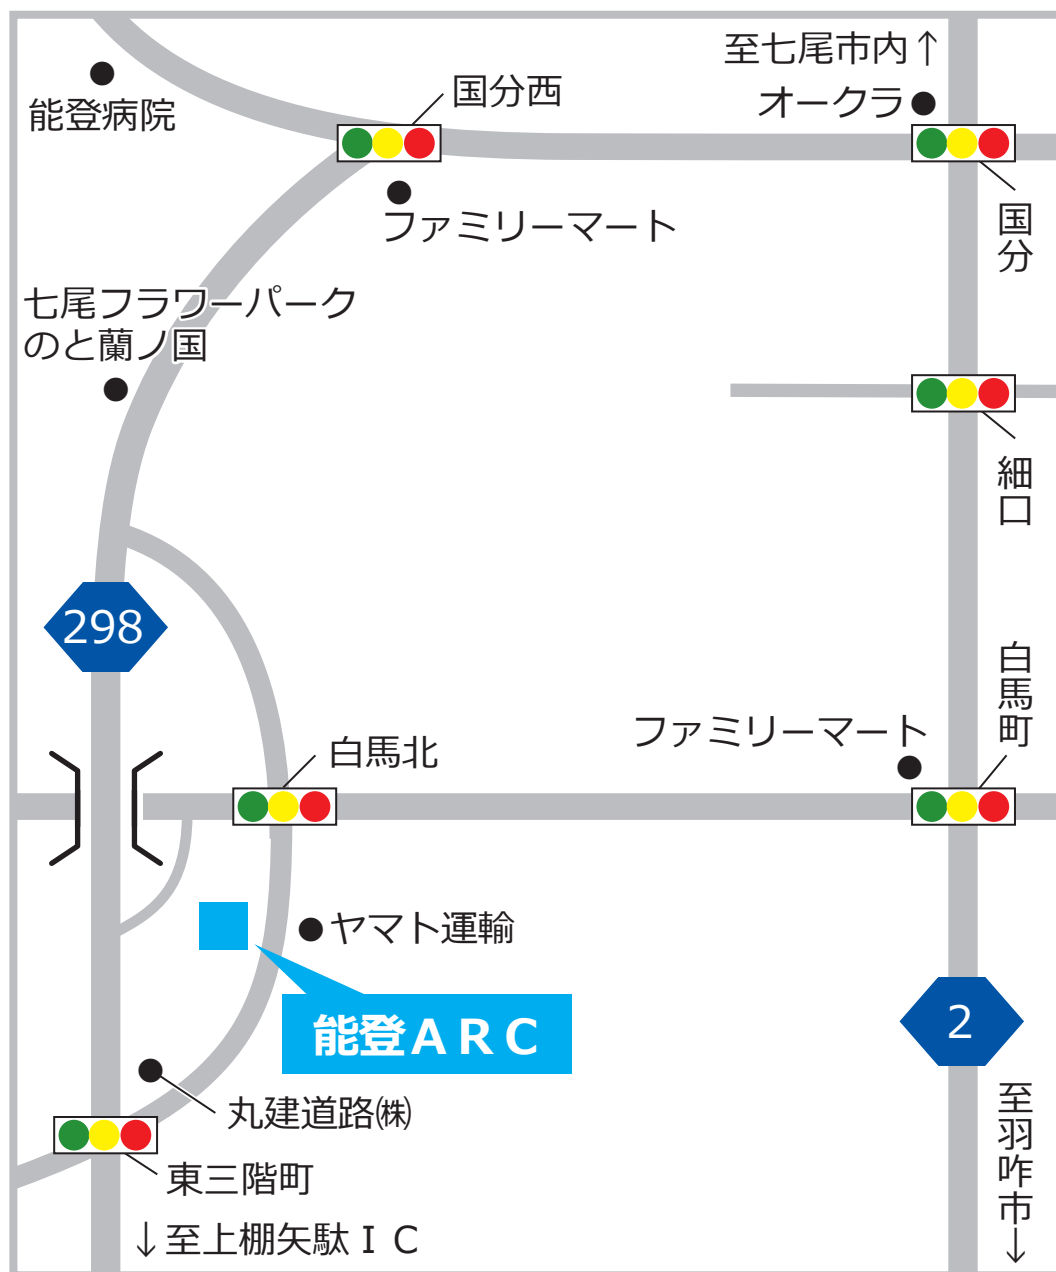 至七尾市内↑
国分西
オークラ
能登病院
国分
ファミリーマート
七尾フラワーパーク
のと蘭ノ国
細口
298
白馬町
ファミリーマート
白馬北
ヤマト運輸
能登ARC
2
丸建道路㈱
至羽咋市↓
東三階町
↓至上棚矢駄IC